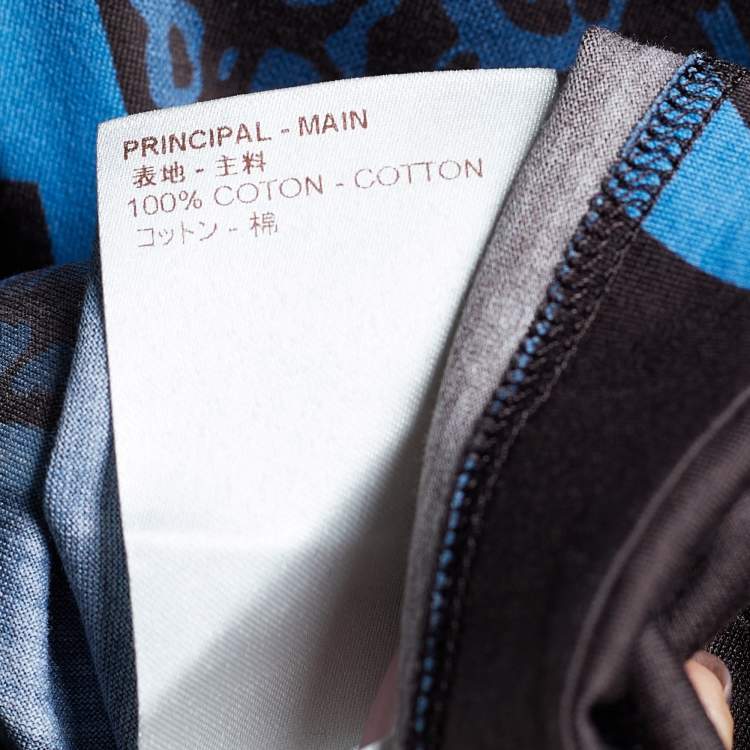 PRINCIPAL - MAIN
表地 - 主料
100% COTON - COTTON
コットン - 棉